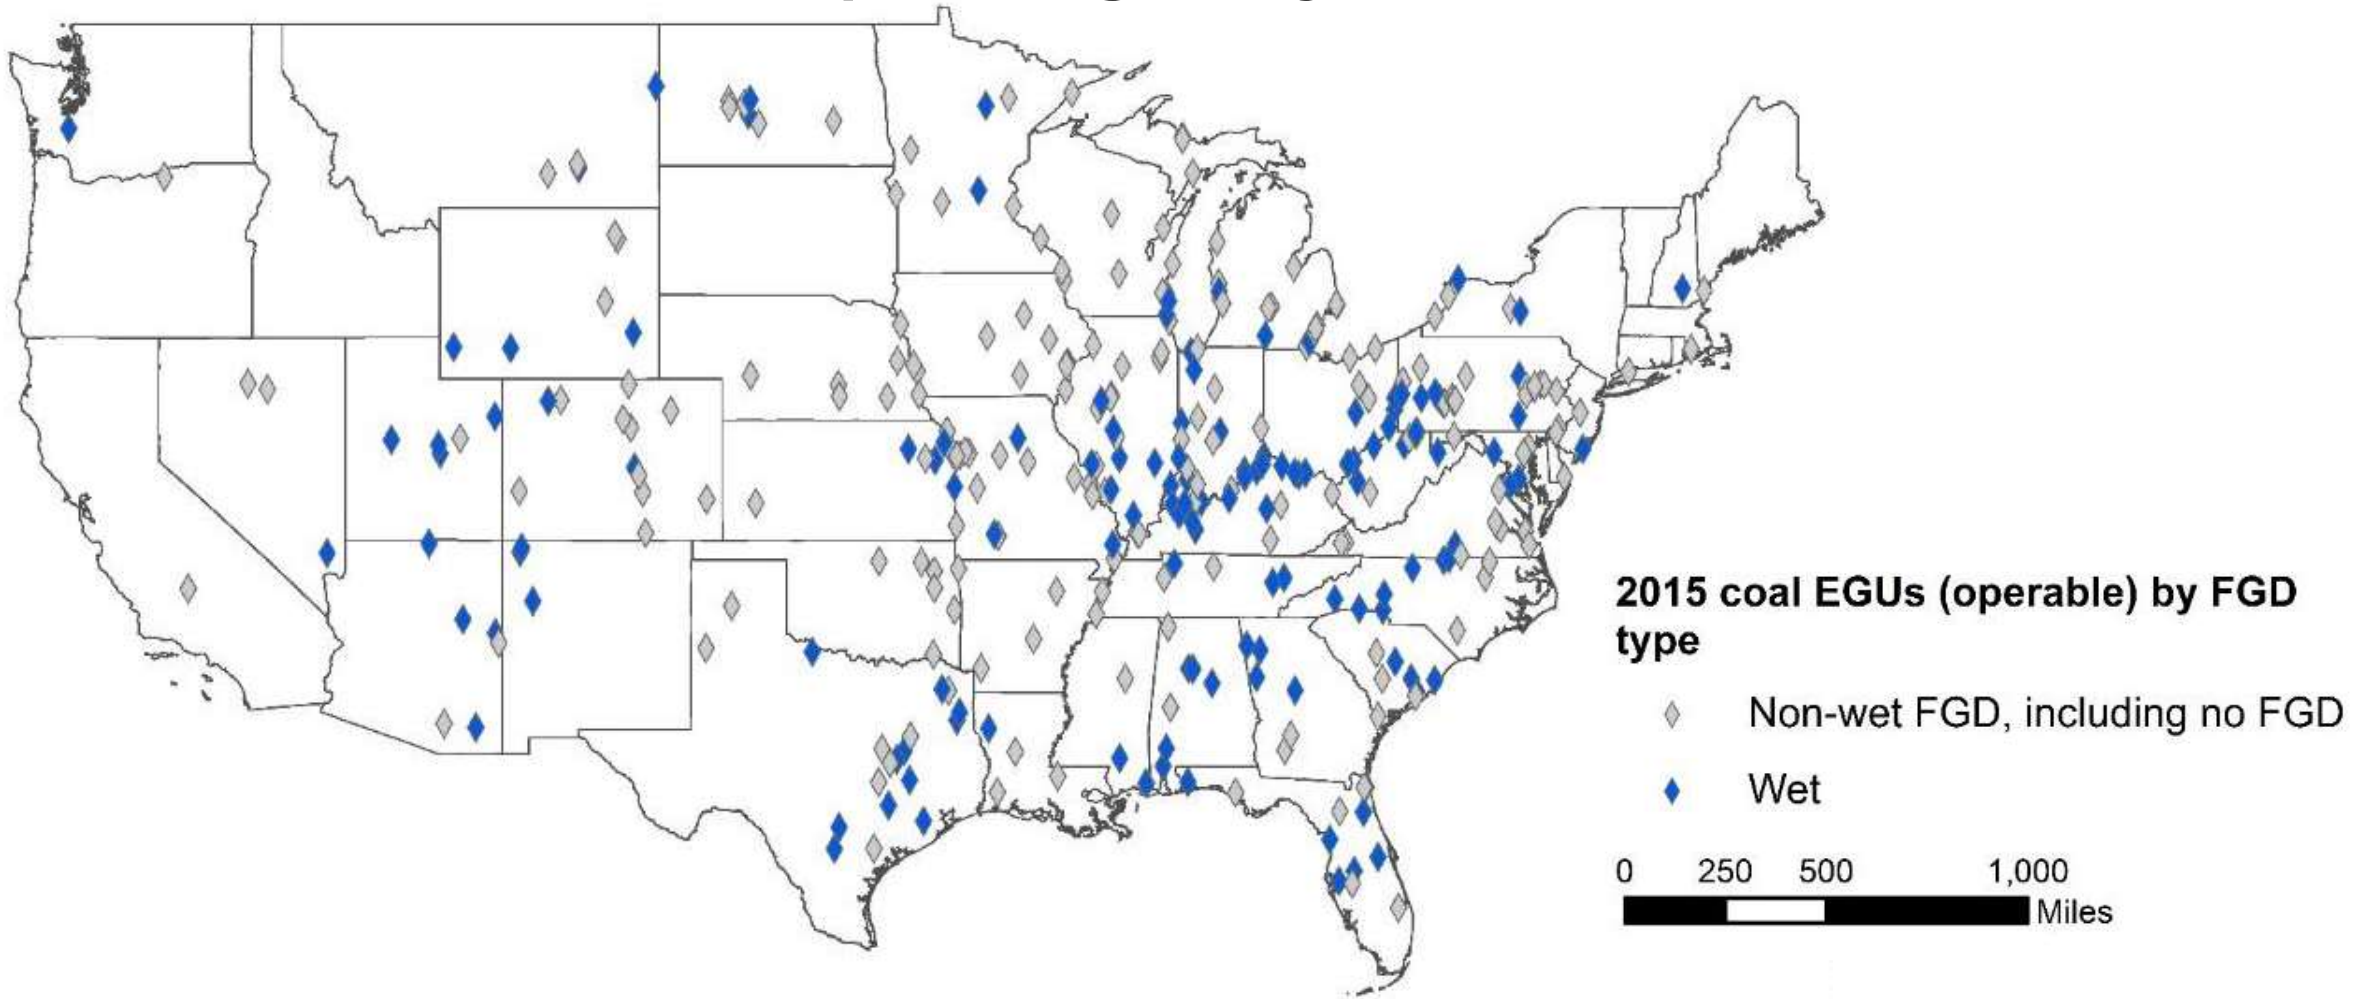 2015 coal EGUs (operable) by FGD
type
Non-wet FGD, including no FGD
Wet
0 250 500 1,000
Miles